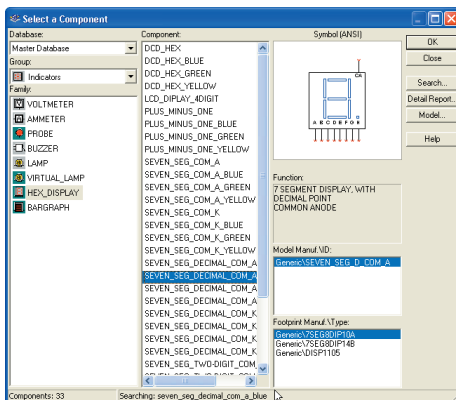 Select a Component
Database:
Master Database
Group:
Indicators
Family:
VOLTMETER
AMMETER
PROBE
BUZZER
LAMP
VIRTUAL_LAMP
HEX_DISPLAY
BARGRAPH
Component:
DCD_HEX
DCD_HEX_BLUE
DCD_HEX_GREEN
DCD_HEX_YELLOW
LCD_DIPLAY_4DIGIT
PLUS_MINUS_ONE
PLUS_MINUS_ONE_BLUE
PLUS_MINUS_ONE_GREEN
PLUS_MINUS_ONE_YELLOW
SEVEN_SEG_COM_A
SEVEN_SEG_COM_A_BLUE
SEVEN_SEG_COM_A_GREEN
SEVEN_SEG_COM_A_YELLOW
SEVEN_SEG_COM_K
SEVEN_SEG_COM_K_BLUE
SEVEN_SEG_COM_K_GREEN
SEVEN_SEG_COM_K_YELLOW
SEVEN_SEG_DECIMAL_COM_A
SEVEN_SEG_DECIMAL_COM_A
SEVEN_SEG_DECIMAL_COM_A
SEVEN_SEG_DECIMAL_COM_A
SEVEN_SEG_DECIMAL_COM_K
SEVEN_SEG_DECIMAL_COM_K
SEVEN_SEG_DECIMAL_COM_K
SEVEN_SEG_DECIMAL_COM_K
SEVEN_SEG_TWO-DIGIT_COM_
Symbol (ANSI)
CA
A B C D E F G
Function:
7 SEGMENT DISPLAY, WITH
DECIMAL POINT
COMMON ANODE
Model Manuf.\ID:
Generic\SEVEN_SEG_D_COM_A
Footprint Manuf.\Type:
Generic\7SEG8DIP10A
Generic\7SEG8DIP14B
Generic\DISP1105
OK
Close
Search...
Detail Report...
Model...
Help
Components: 33
Searching: seven_seg_decimal_com_a_blue